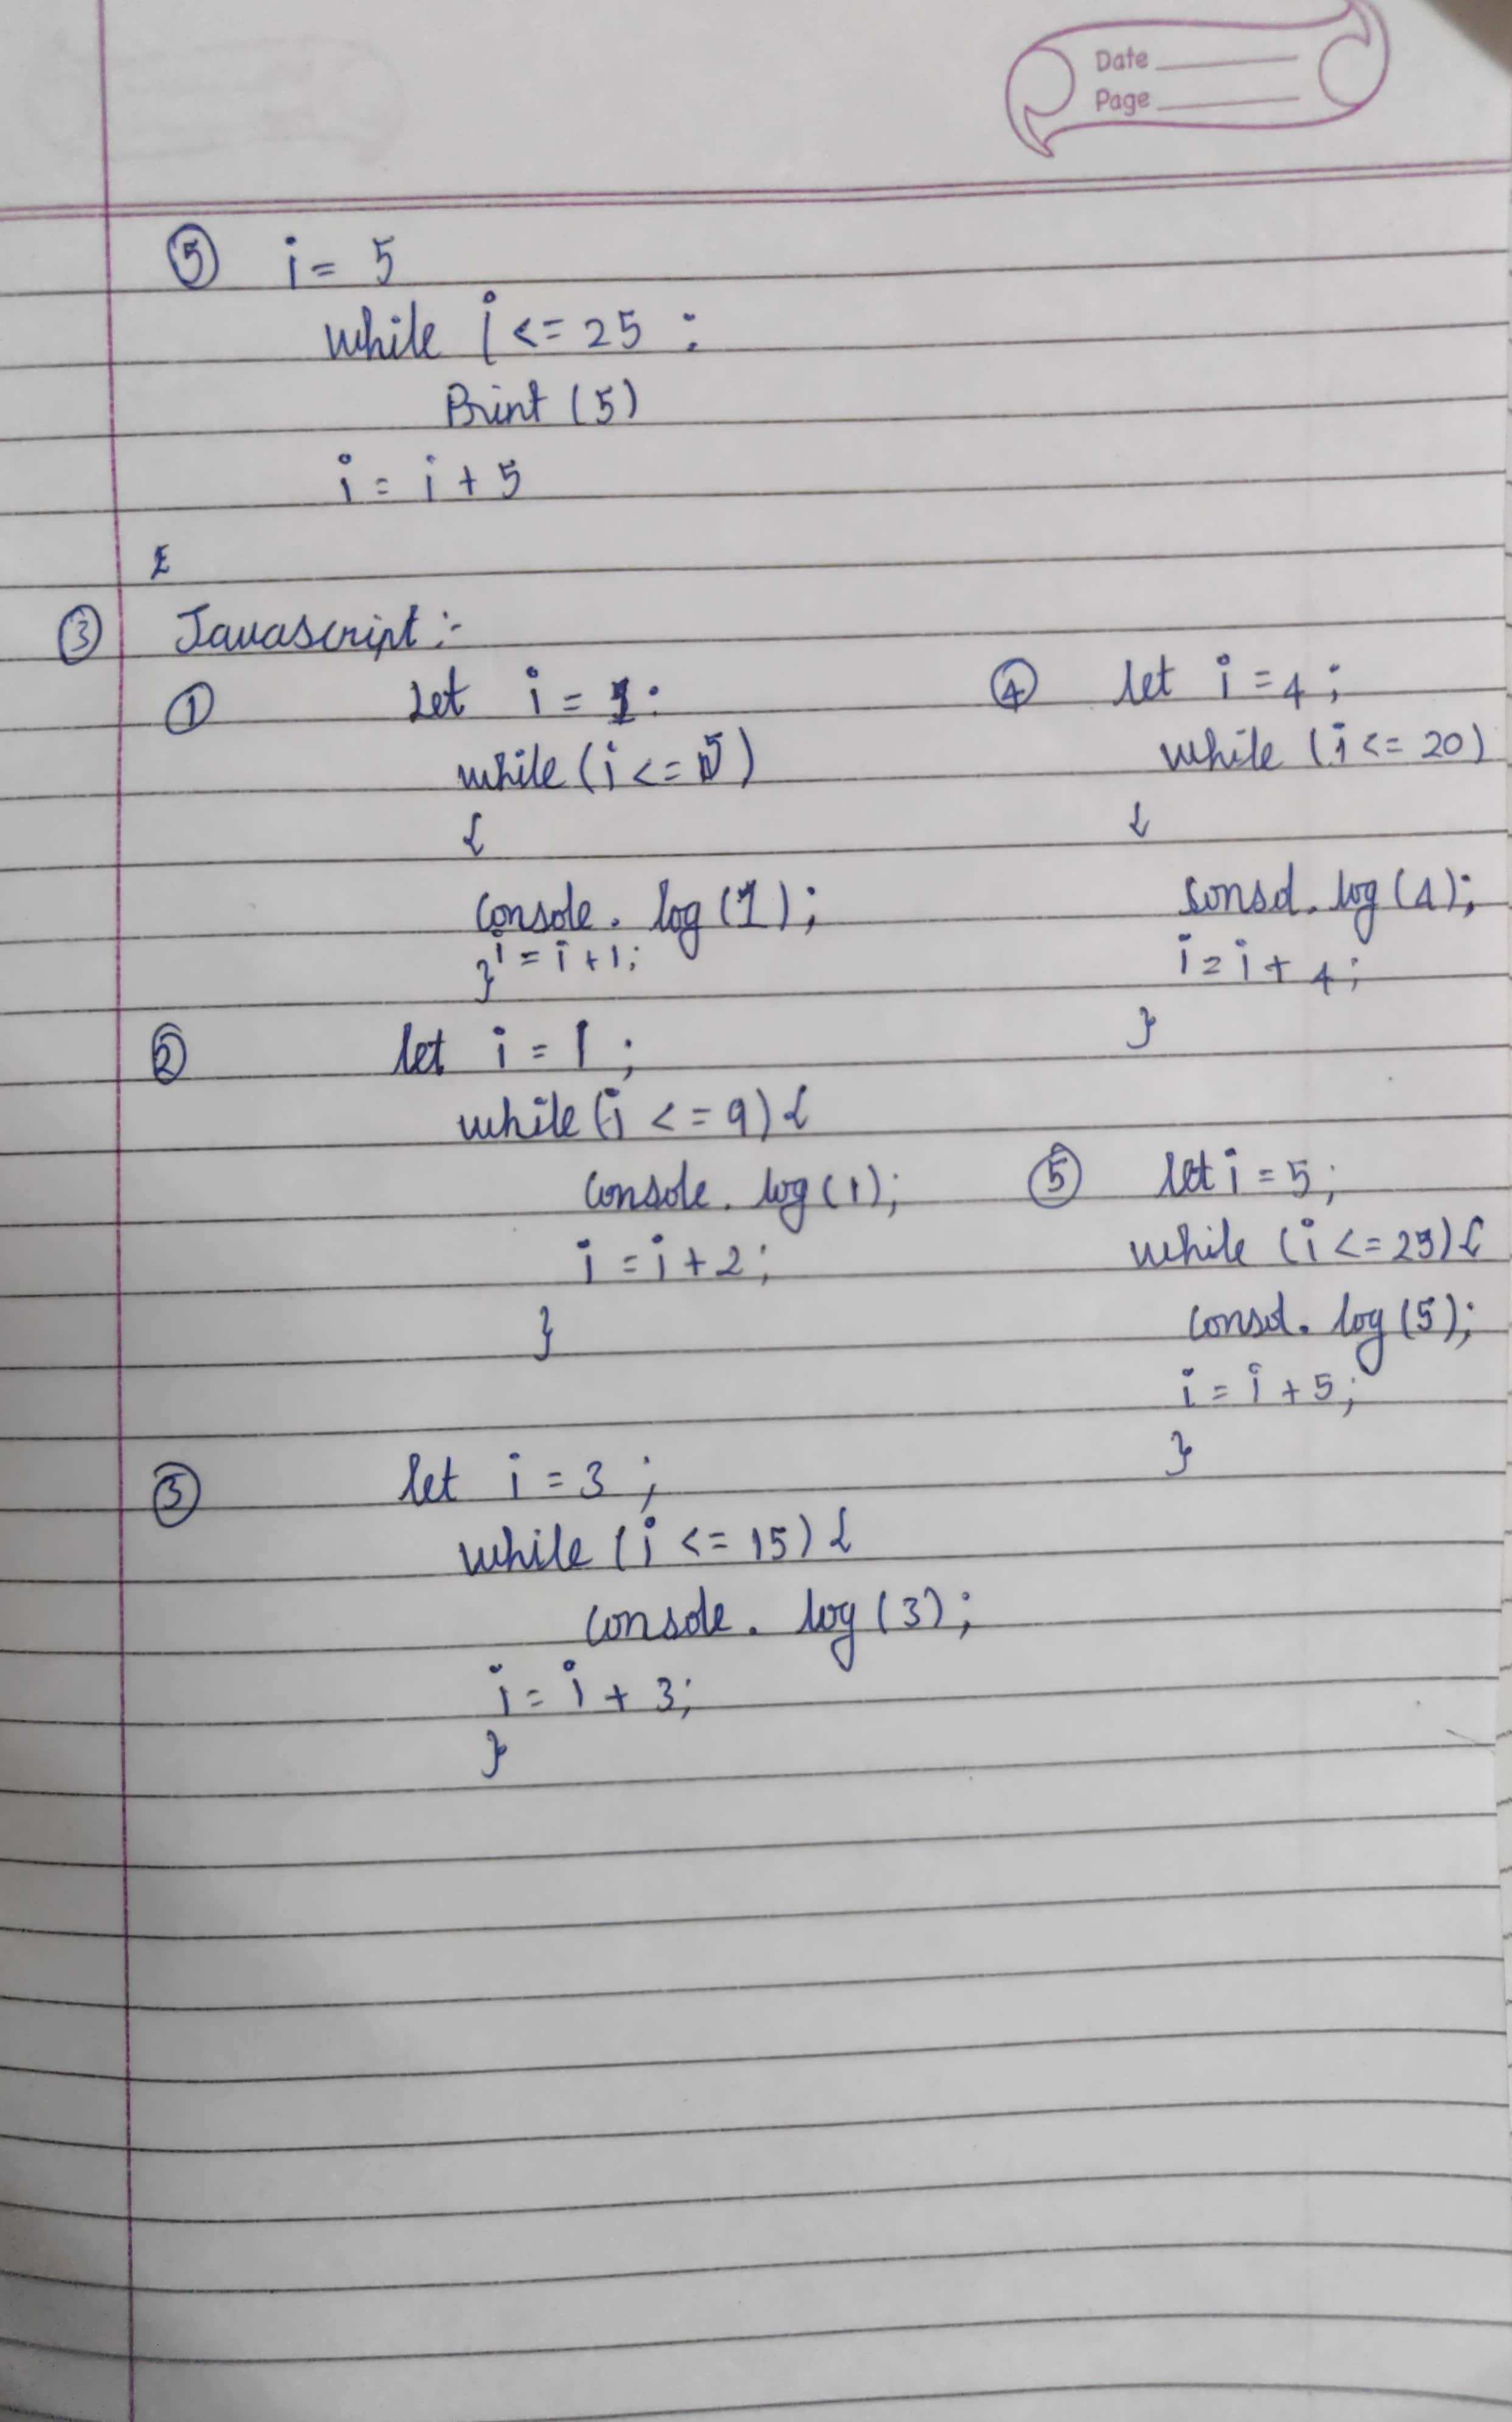 Date
Page
⑤ i = 5
while i <= 25 :
Print (5)
i = i + 5
③ Javascript :-
① Let i = 1:
while (i <= 5)
{
console. log (1);
i = i + 1;
}
② let i = 1 ;
while (i <= 9) {
console. log (1);
i = i + 2;
}
③ let i = 3 ;
while (i <= 15) {
console. log (3);
i = i + 3;
}
④ let i = 4 ;
while (i <= 20)
{
consol. log (4);
i = i + 4;
}
⑤ let i = 5;
while (i <= 25) {
consol. log (5);
i = i + 5;
}